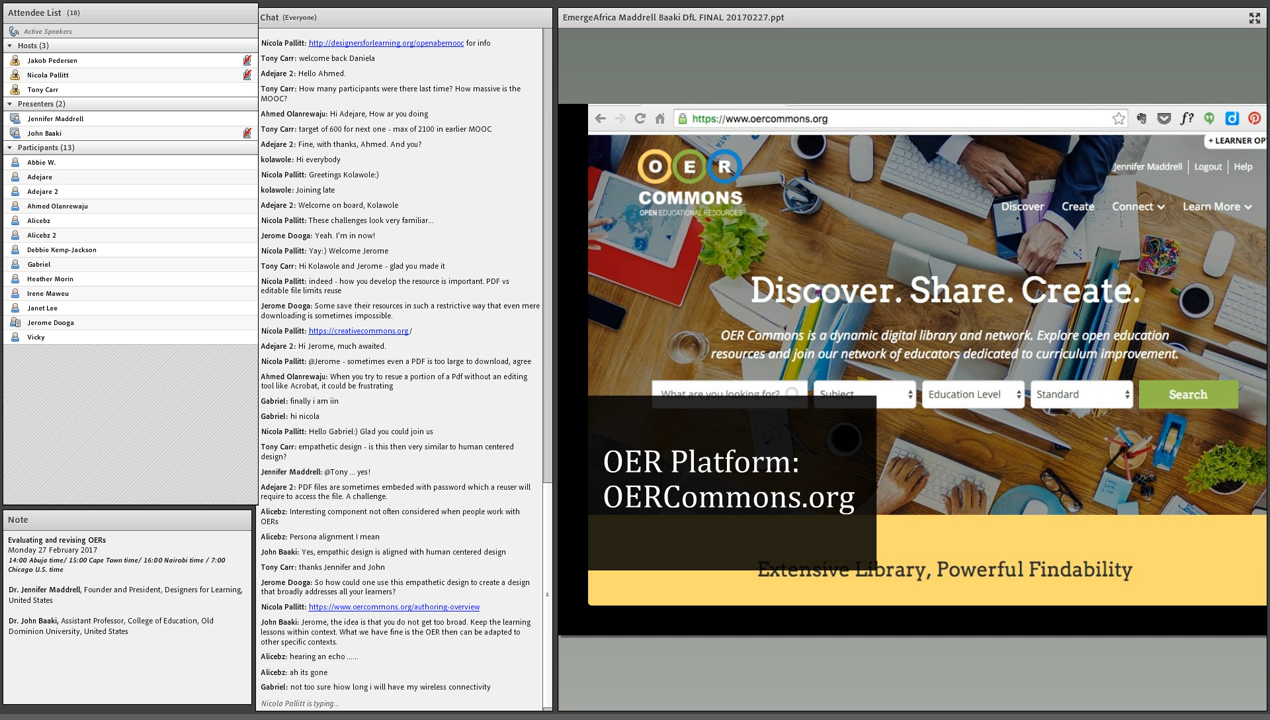 Attendee List (18)
Active Speakers
Hosts (3)
Jakob Pedersen
Nicola Pallitt
Tony Carr
Presenters (2)
Jennifer Maddrell
John Baaki
Participants (13)
Abbie W.
Adejare
Adejare 2
Ahmed Olanrewaju
Alicebz
Alicebz 2
Debbie Kemp-Jackson
Gabriel
Heather Morin
Irene Maweu
Janet Lee
Jerome Dooga
Vicky
Note
Evaluating and revising OERs
Monday 27 February 2017
14:00 Abuja time/ 15:00 Cape Town time/ 16:00 Nairobi time / 7:00
Chicago U.S. time
Dr. Jennifer Maddrell, Founder and President, Designers for Learning,
United States
Dr. John Baaki, Assistant Professor, College of Education, Old
Dominion University, United States
Chat (Everyone)
Nicola Pallitt: http://designersforlearning.org/openabemooc for info
Tony Carr: welcome back Daniela
Adejare 2: Hello Ahmed.
Tony Carr: How many participants were there last time? How massive is the
MOOC?
Ahmed Olanrewaju: Hi Adejare, How ar you doing
Tony Carr: target of 600 for next one - max of 2100 in earlier MOOC
Adejare 2: Fine, with thanks, Ahmed. And you?
kolawole: Hi everybody
Nicola Pallitt: Greetings Kolawole:)
kolawole: Joining late
Adejare 2: Welcome on board, Kolawole
Nicola Pallitt: These challenges look very familiar...
Jerome Dooga: Yeah. I'm in now!
Nicola Pallitt: Yay:) Welcome Jerome
Tony Carr: Hi Kolawole and Jerome - glad you made it
Nicola Pallitt: indeed - how you develop the resource is important. PDF vs
editable file limits reuse
Jerome Dooga: Some save their resources in such a restrictive way that even mere
downloading is sometimes impossible.
Nicola Pallitt: https://creativecommons.org/
Adejare 2: Hi Jerome, much awaited.
Nicola Pallitt: @Jerome - sometimes even a PDF is too large to download, agree
Ahmed Olanrewaju: When you try to resue a portion of a Pdf without an editing
tool like Acrobat, it could be frustrating
Gabriel: finally i am iin
Gabriel: hi nicola
Nicola Pallitt: Hello Gabriel:) Glad you could join us
Tony Carr: empathetic design - is this then very similar to human centered
design?
Jennifer Maddrell: @Tony ... yes!
Adejare 2: PDF files are sometimes embeded with password which a reuser will
require to access the file. A challenge.
Alicebz: Interesting component not often considered when people work with
OERs
Alicebz: Persona alignment I mean
John Baaki: Yes, empathic design is aligned with human centered design
Tony Carr: thanks Jennifer and John
Jerome Dooga: So how could one use this empathetic design to create a design
that broadly addresses all your learners?
Nicola Pallitt: https://www.oercommons.org/authoring-overview
John Baaki: Jerome, the idea is that you do not get too broad. Keep the learning
lessons within context. What we have fine is the OER then can be adapted to
other specific contexts.
Alicebz: hearing an echo ......
Alicebz: ah its gone
Gabriel: not too sure hiow long i will have my wireless connectivity
Nicola Pallitt is typing...
EmergeAfrica Maddrell Baaki DfL FINAL 20170227.ppt
https://www.oercommons.org
+ LEARNER OPT
OER
COMMONS
OPEN EDUCATIONAL RESOURCES
Jennifer Maddrell Logout Help
Discover Create Connect Learn More
Discover. Share. Create.
OER Commons is a dynamic digital library and network. Explore open education
resources and join our network of educators dedicated to curriculum improvement.
What are you looking for? Subject Education Level Standard Search
OER Platform:
OERCommons.org
Extensive Library, Powerful Findability